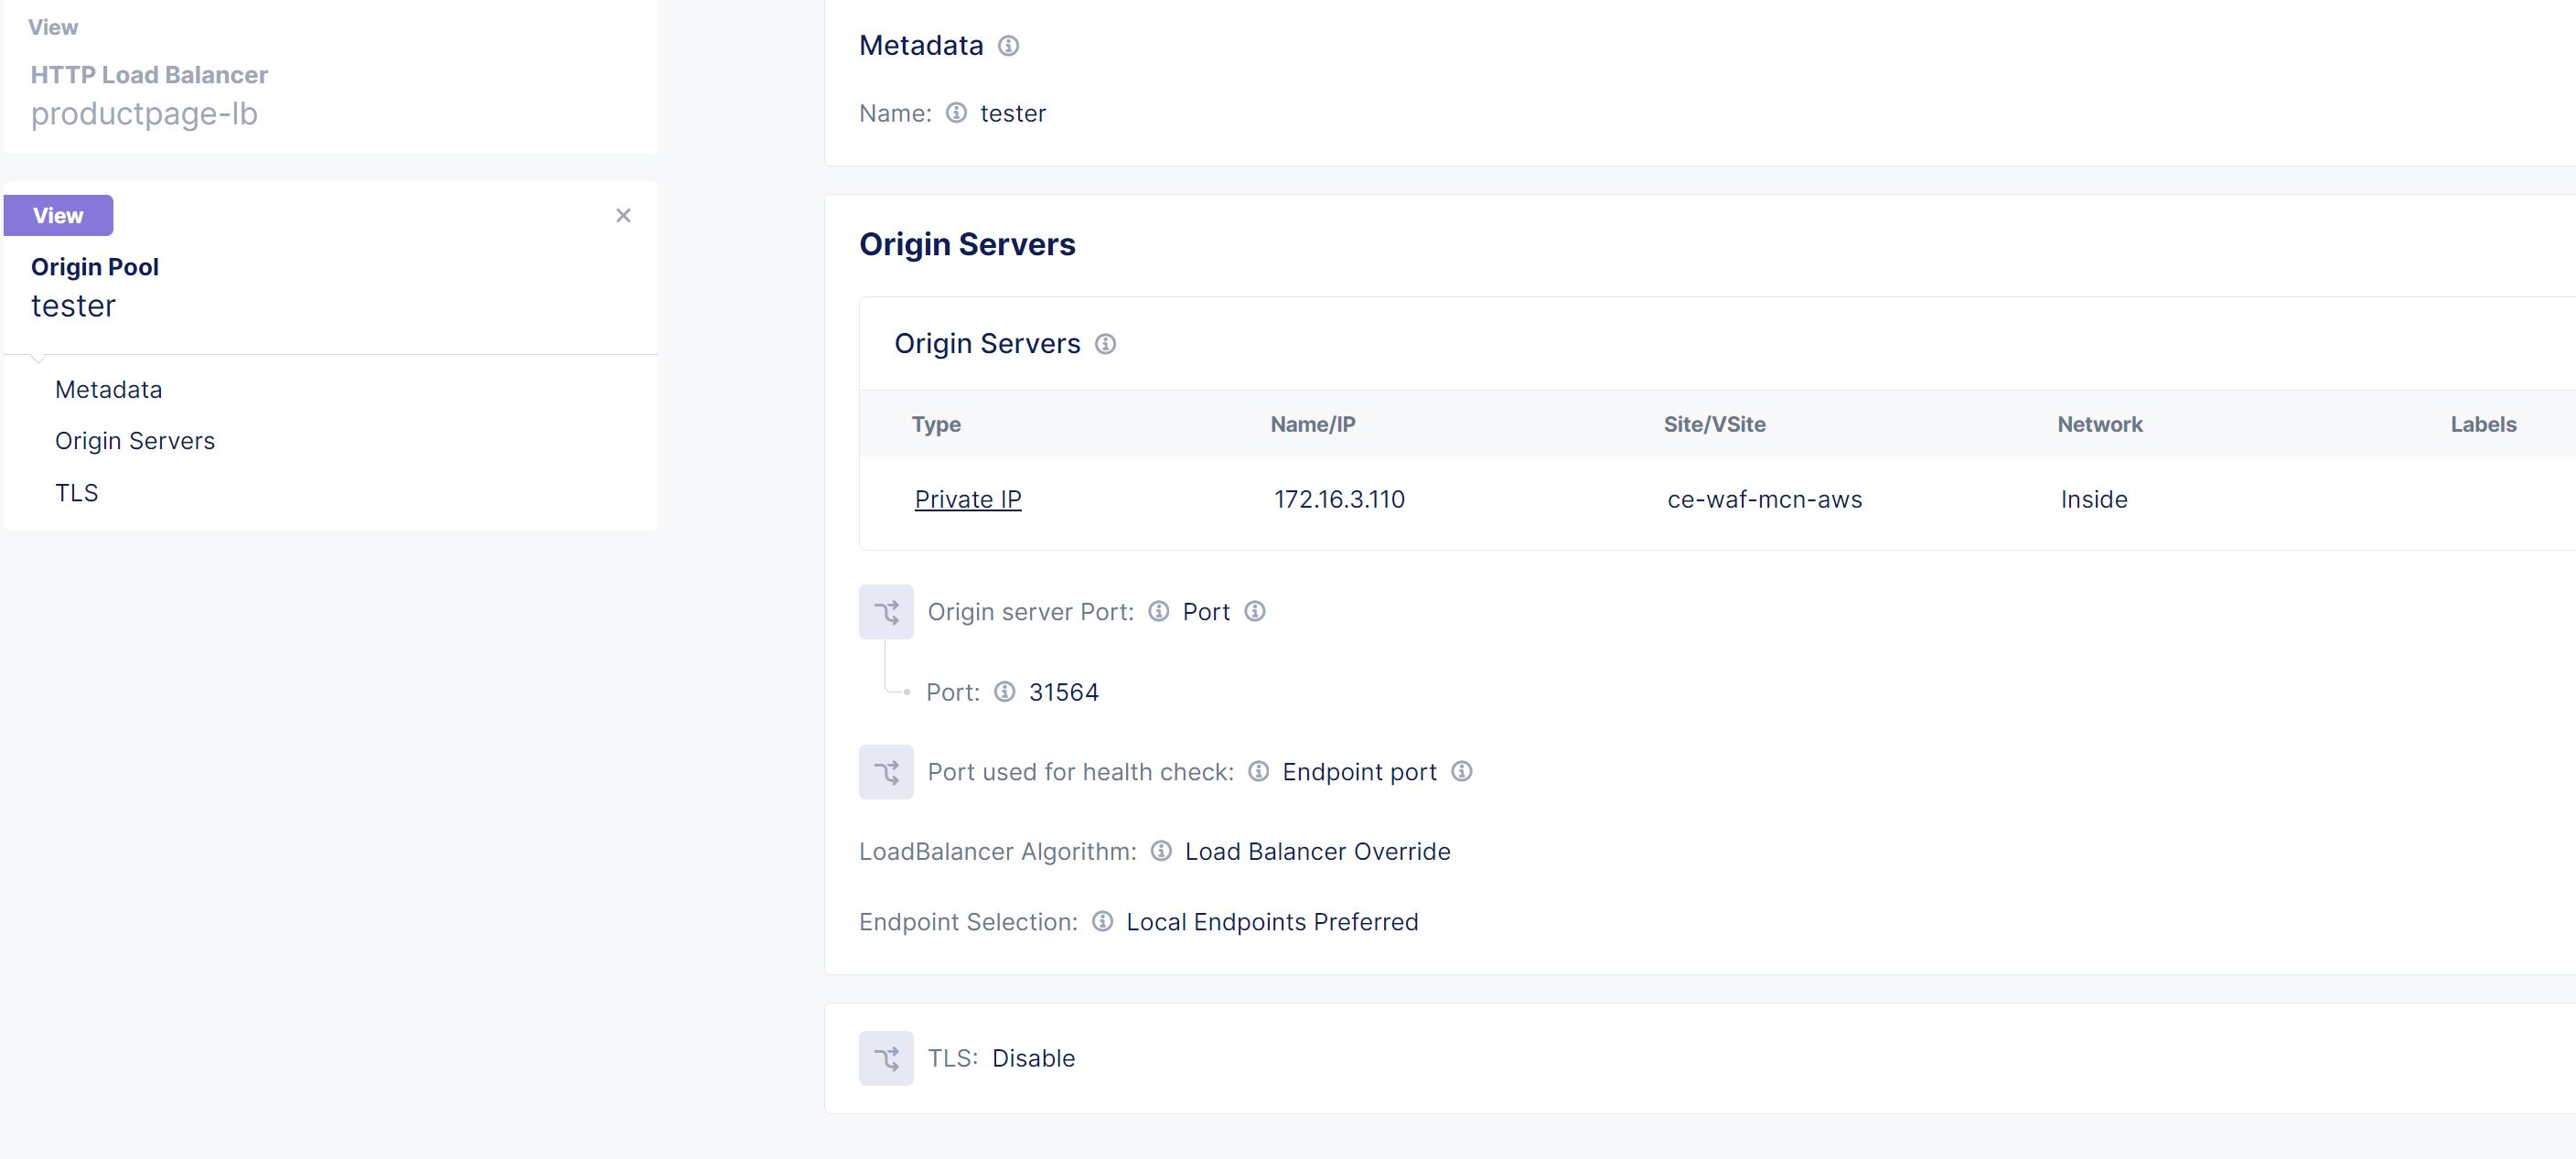 View
HTTP Load Balancer
productpage-lb
View
Origin Pool
tester
Metadata
Origin Servers
TLS
Metadata
Name: tester
Origin Servers
Origin Servers
Type Name/IP Site/VSite Network Labels
Private IP 172.16.3.110 ce-waf-mcn-aws Inside
Origin server Port: Port
Port: 31564
Port used for health check: Endpoint port
LoadBalancer Algorithm: Load Balancer Override
Endpoint Selection: Local Endpoints Preferred
TLS: Disable